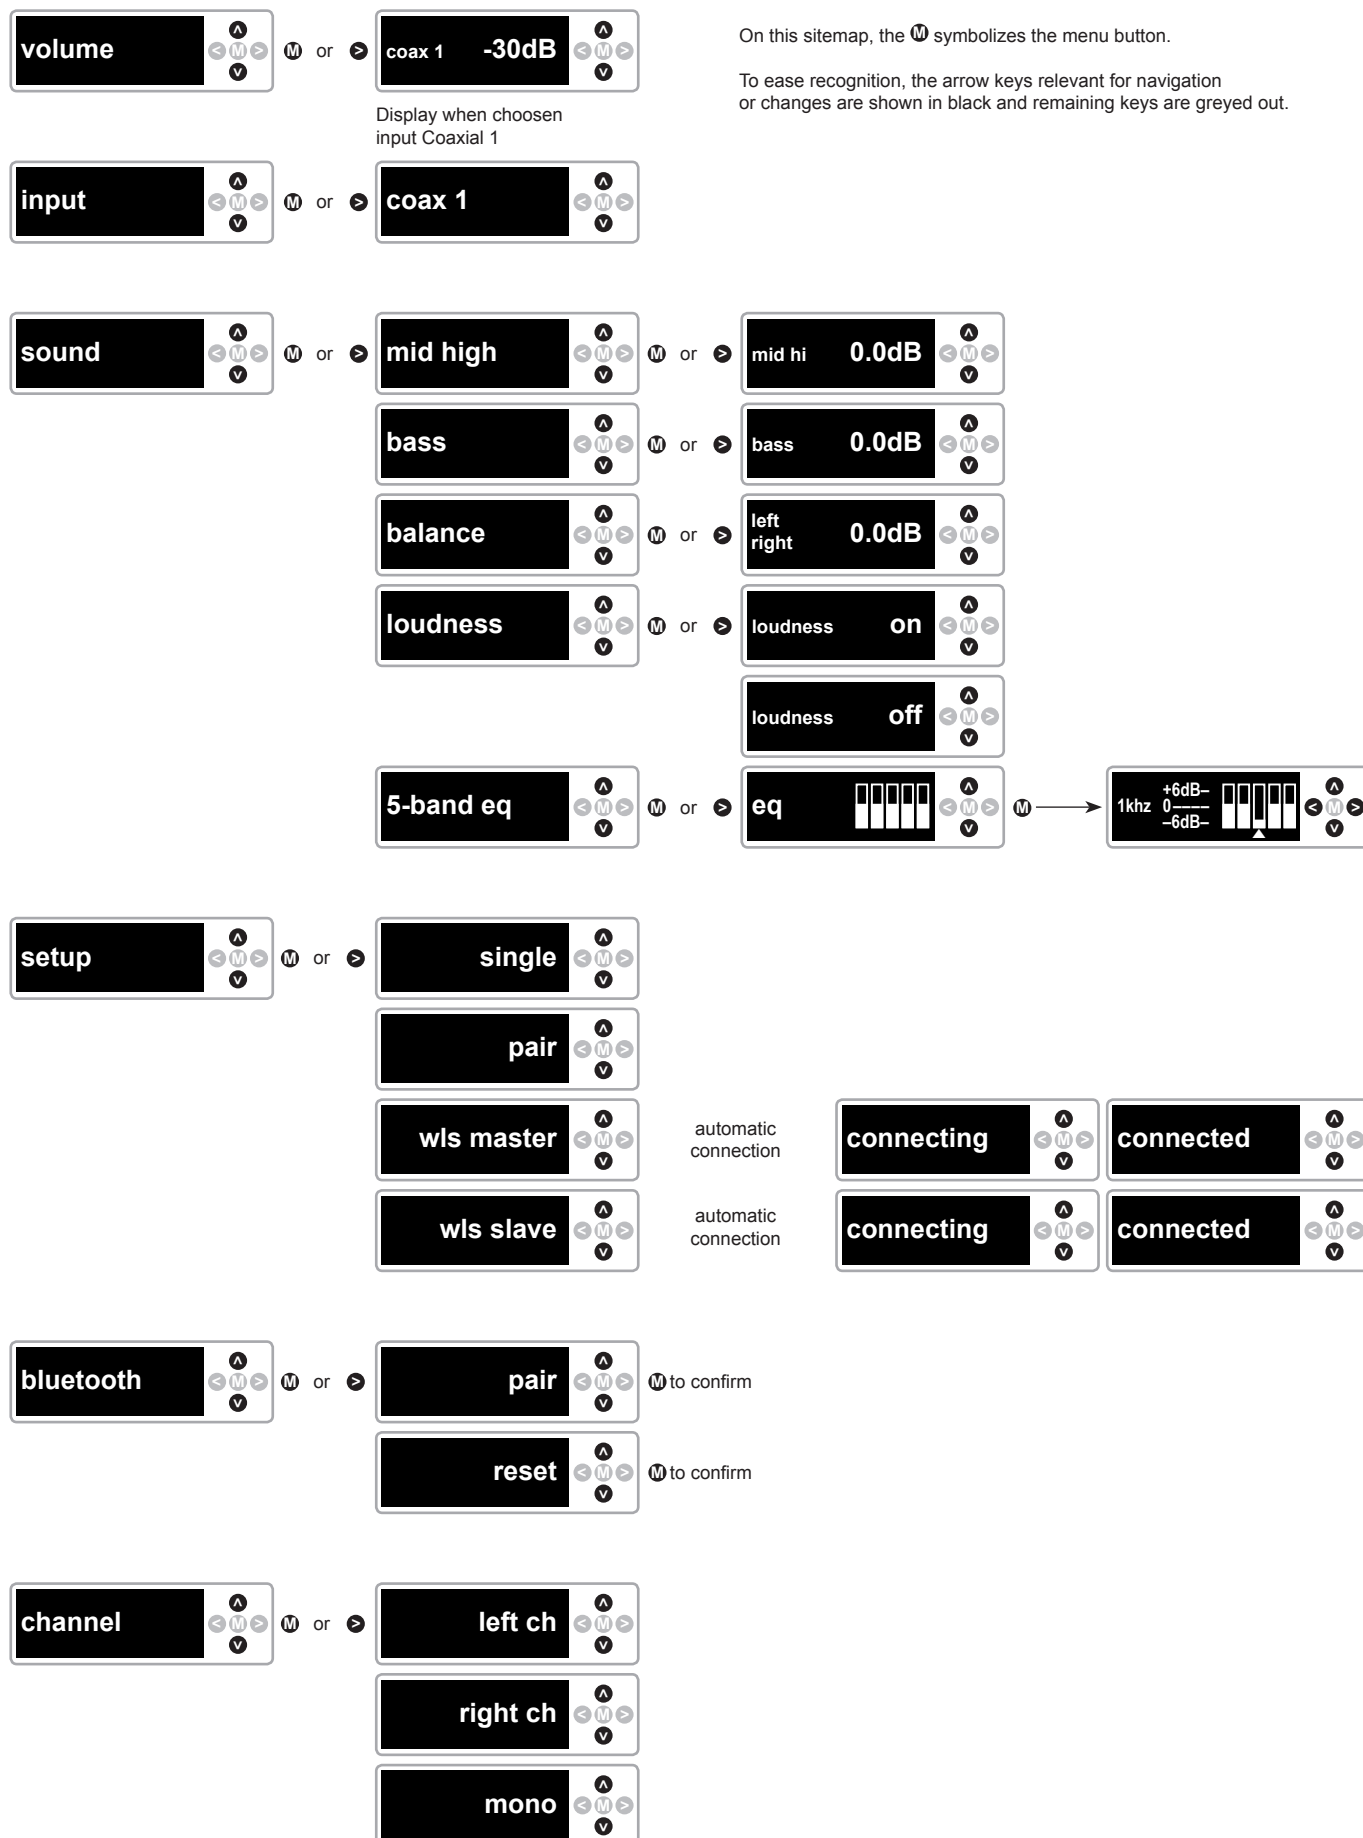 volume
M or >
coax 1 -30dB
On this sitemap, the M symbolizes the menu button.
To ease recognition, the arrow keys relevant for navigation
or changes are shown in black and remaining keys are greyed out.
Display when choosen
input Coaxial 1
input
M or >
coax 1
sound
M or >
mid high
M or >
mid hi 0.0dB
bass
M or >
bass 0.0dB
balance
M or >
left
right 0.0dB
loudness
M or >
loudness on
loudness off
5-band eq
M or >
eq
M
1khz
+6dB–
0––––
–6dB–
setup
M or >
single
pair
wls master
automatic
connection
connecting
connected
wls slave
automatic
connection
connecting
connected
bluetooth
M or >
pair
M to confirm
reset
M to confirm
channel
M or >
left ch
right ch
mono